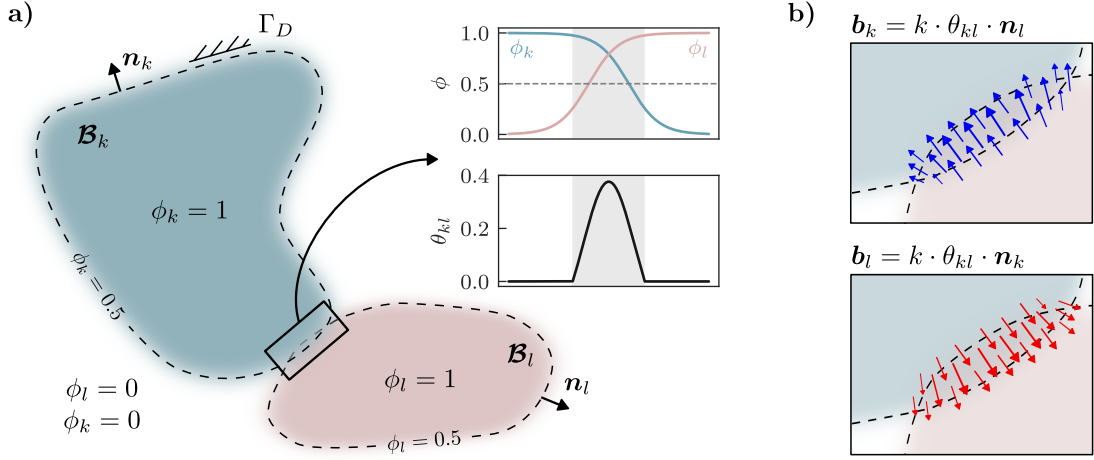 a)
Γ_D
𝒏_k
𝓑_k
ϕ_k = 1
ϕ_k = 0.5
ϕ_l = 0
ϕ_k = 0
𝓑_l
ϕ_l = 1
𝒏_l
ϕ_l = 0.5
1.0
0.5
0.0
ϕ
ϕ_k
ϕ_l
0.4
0.2
0.0
θ_kl
b)
𝒃_k = k · θ_kl · 𝒏_l
𝒃_l = k · θ_kl · 𝒏_k